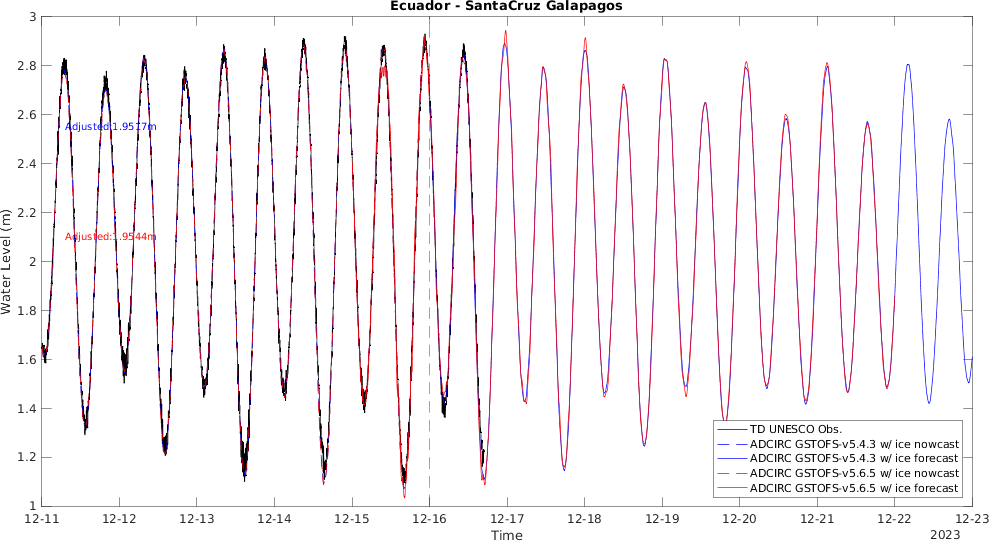 Ecuador - SantaCruz Galapagos
3
2.8
2.6
2.4
2.2
2
1.8
1.6
1.4
1.2
1
Water Level (m)
Adjusted:1.9517m
Adjusted:1.9544m
TD UNESCO Obs.
ADCIRC GSTOFS-v5.4.3 w/ ice nowcast
ADCIRC GSTOFS-v5.4.3 w/ ice forecast
ADCIRC GSTOFS-v5.6.5 w/ ice nowcast
ADCIRC GSTOFS-v5.6.5 w/ ice forecast
12-11 12-12 12-13 12-14 12-15 12-16 12-17 12-18 12-19 12-20 12-21 12-22 12-23
Time
2023